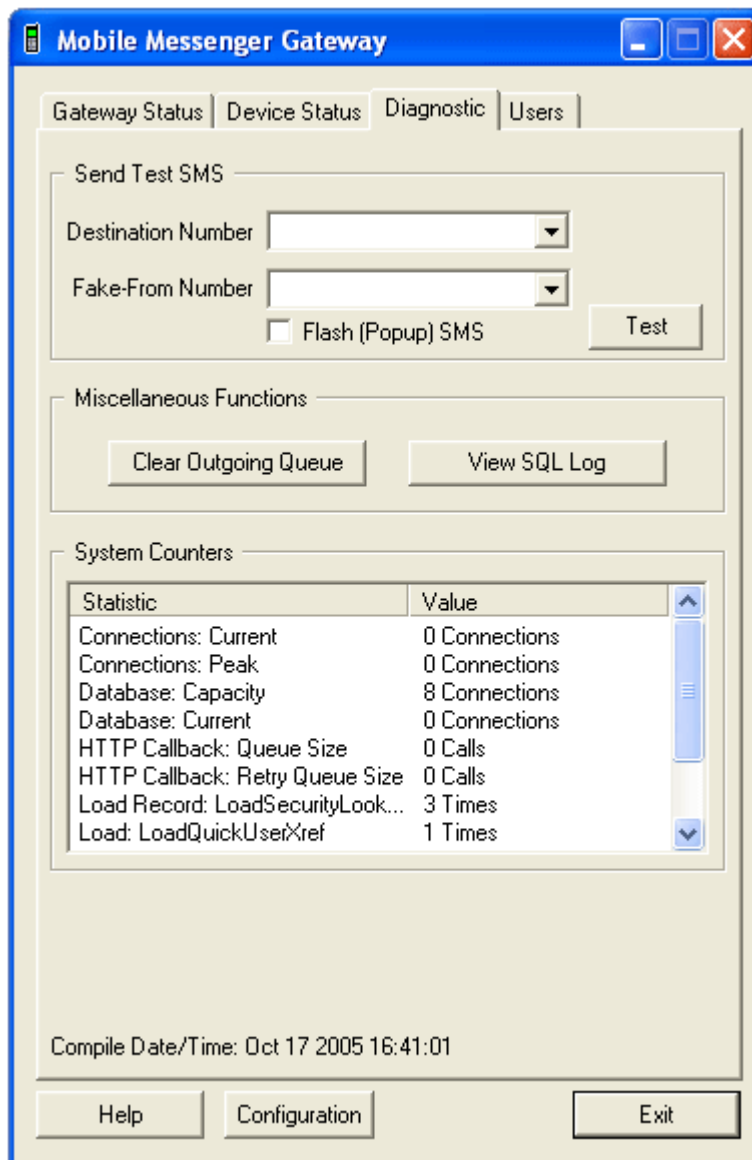 Mobile Messenger Gateway
Gateway Status Device Status Diagnostic Users
Send Test SMS
Destination Number
Fake-From Number
Flash (Popup) SMS Test
Miscellaneous Functions
Clear Outgoing Queue View SQL Log
System Counters
Statistic Value
Connections: Current 0 Connections
Connections: Peak 0 Connections
Database: Capacity 8 Connections
Database: Current 0 Connections
HTTP Callback: Queue Size 0 Calls
HTTP Callback: Retry Queue Size 0 Calls
Load Record: LoadSecurityLook... 3 Times
Load: LoadQuickUserXref 1 Times
Compile Date/Time: Oct 17 2005 16:41:01
Help Configuration Exit